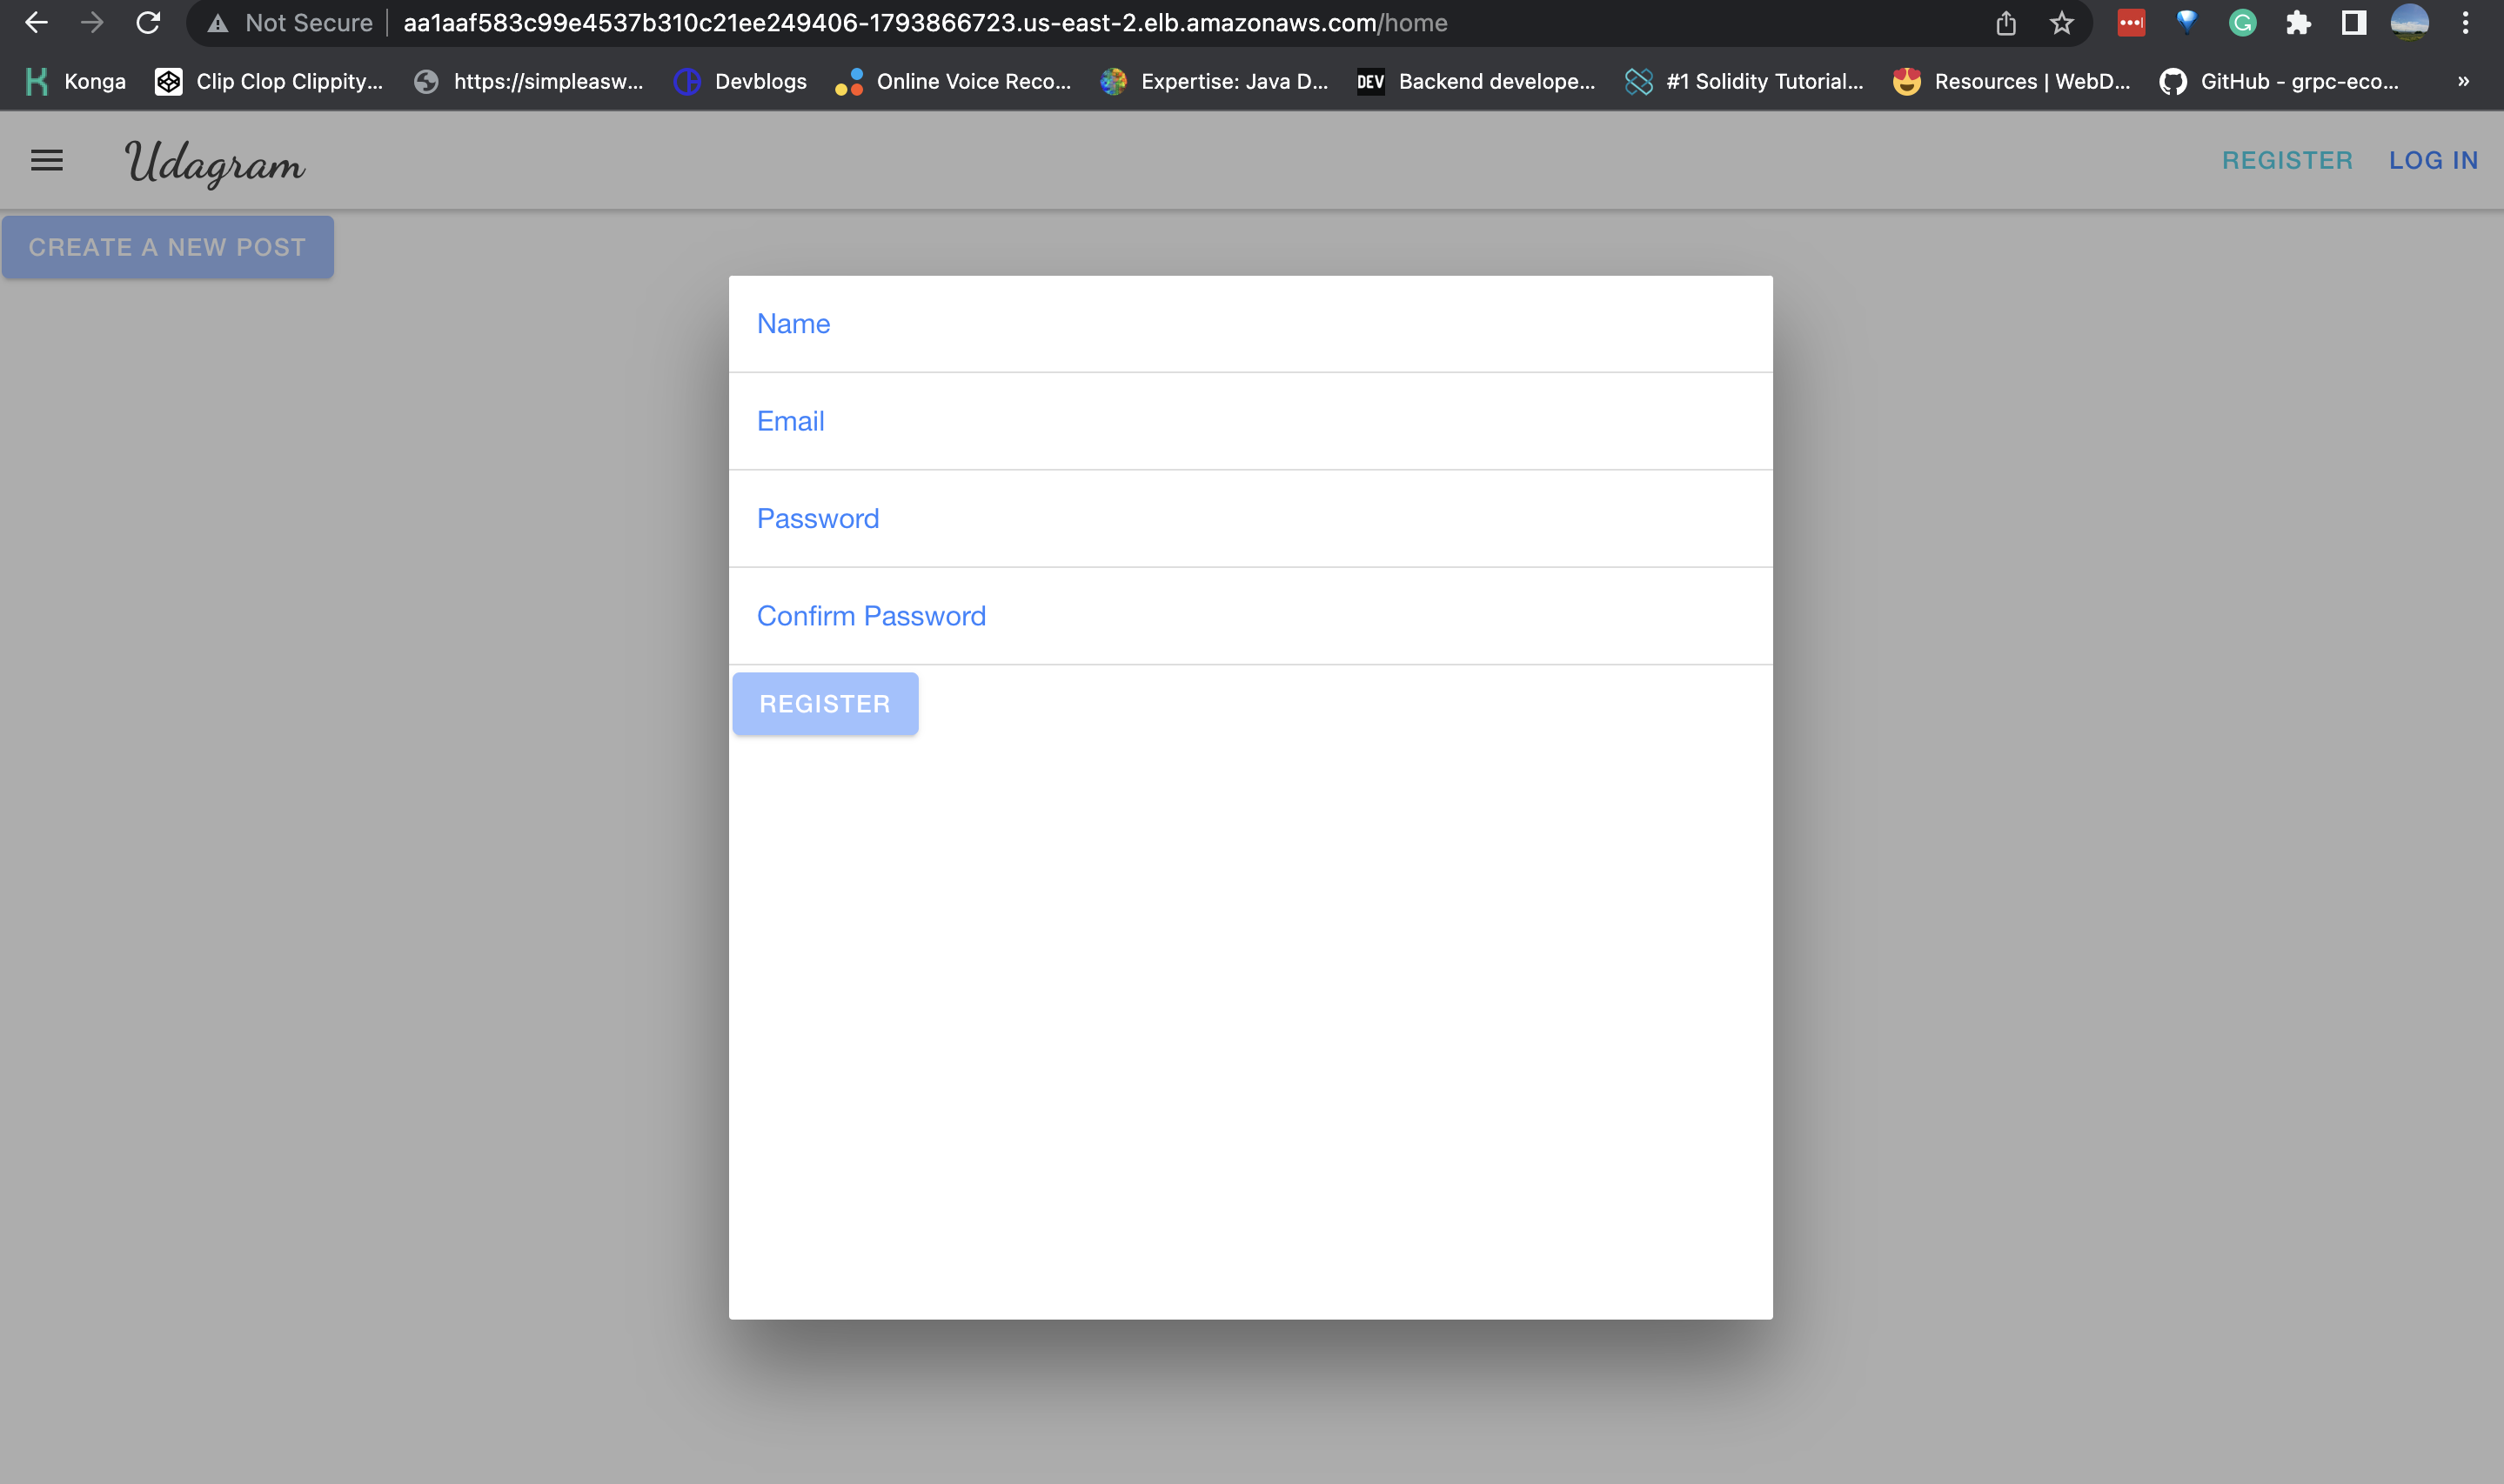 Not Secure aa1aaf583c99e4537b310c21ee249406-1793866723.us-east-2.elb.amazonaws.com/home
Konga Clip Clop Clippity... https://simpleasw... Devblogs Online Voice Reco... Expertise: Java D... DEV Backend develope... #1 Solidity Tutorial... Resources | WebD... GitHub - grpc-eco... »
Udagram REGISTER LOG IN
CREATE A NEW POST
Name
Email
Password
Confirm Password
REGISTER